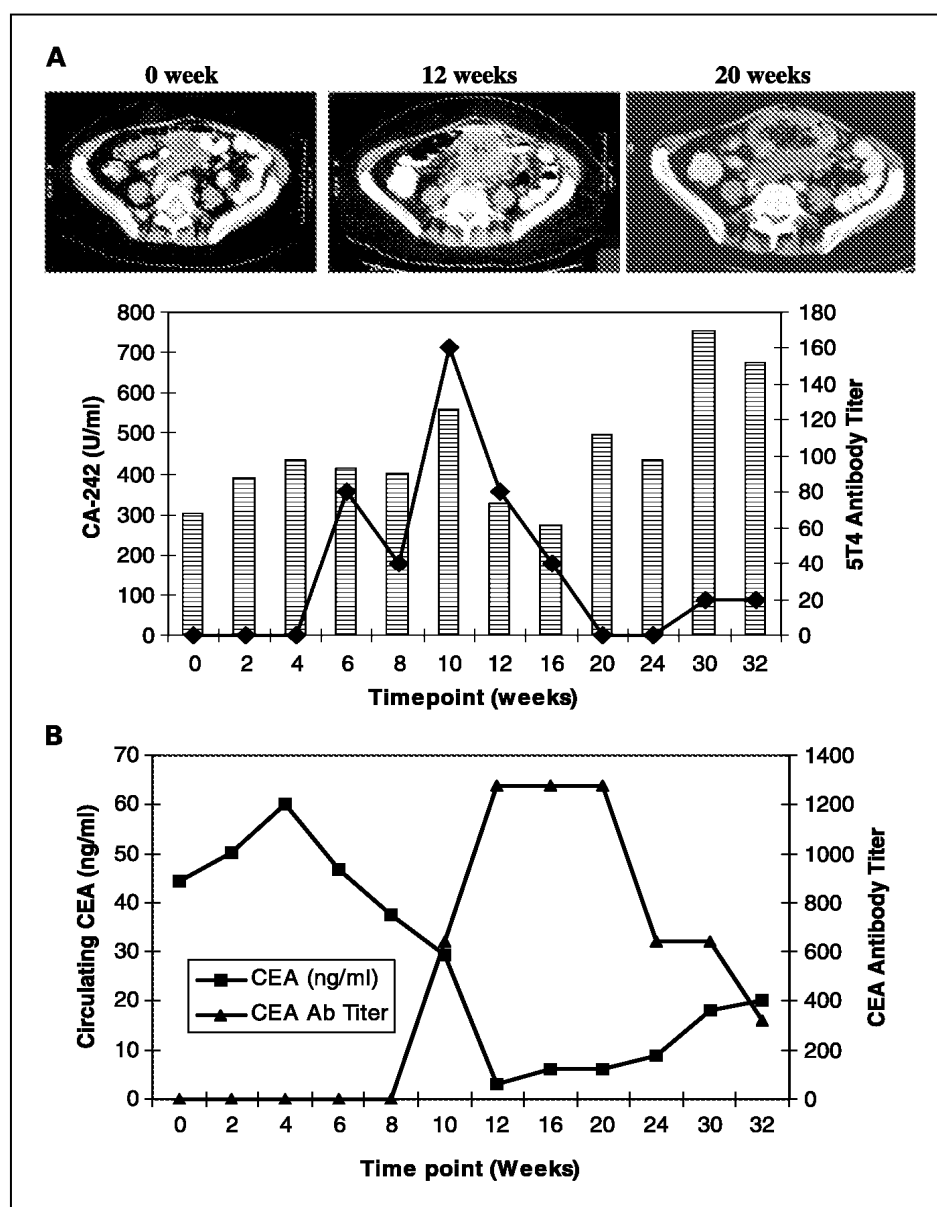 A
0 week 12 weeks 20 weeks
800 180
700 160
600 140
500 120
400 100
300 80
200 60
100 40
0 20
0
CA-242 (U/ml)
5T4 Antibody Titer
0 2 4 6 8 10 12 16 20 24 30 32
Timepoint (weeks)
B
70 1400
60 1200
50 1000
40 800
30 600
20 400
10 200
0 0
Circulating CEA (ng/ml)
CEA Antibody Titer
CEA (ng/ml)
CEA Ab Titer
0 2 4 6 8 10 12 16 20 24 30 32
Time point (Weeks)